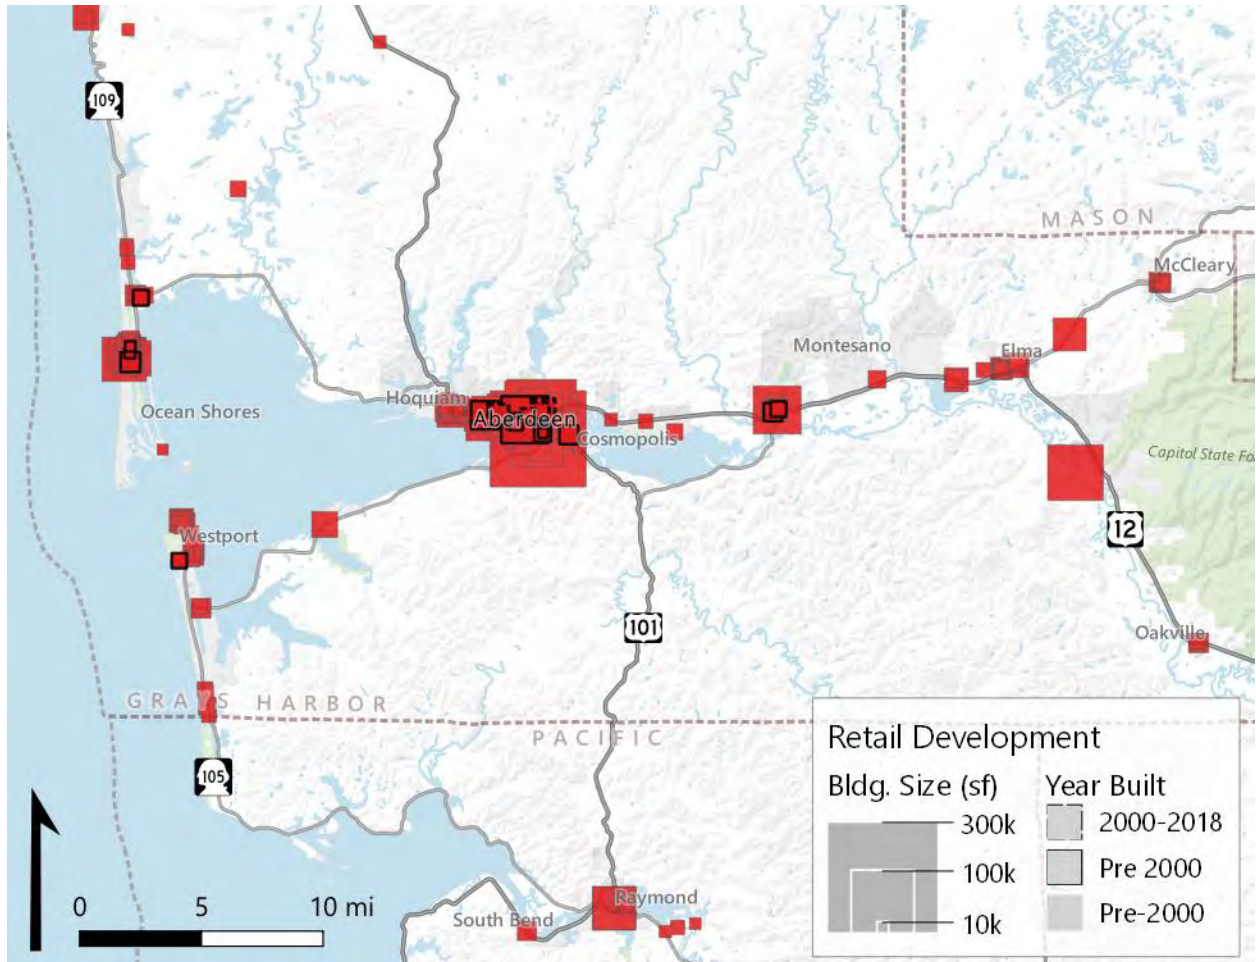 109
MASON
McCleary
Montesano
Elma
Hoquiam
Ocean Shores
Aberdeen
Cosmopolis
Capitol State Fo
Westport
12
101
Oakville
GRAYS HARBOR
PACIFIC
105
Raymond
South Bend
0 5 10 mi
Retail Development
Bldg. Size (sf)
300k
100k
10k
Year Built
2000-2018
Pre 2000
Pre-2000